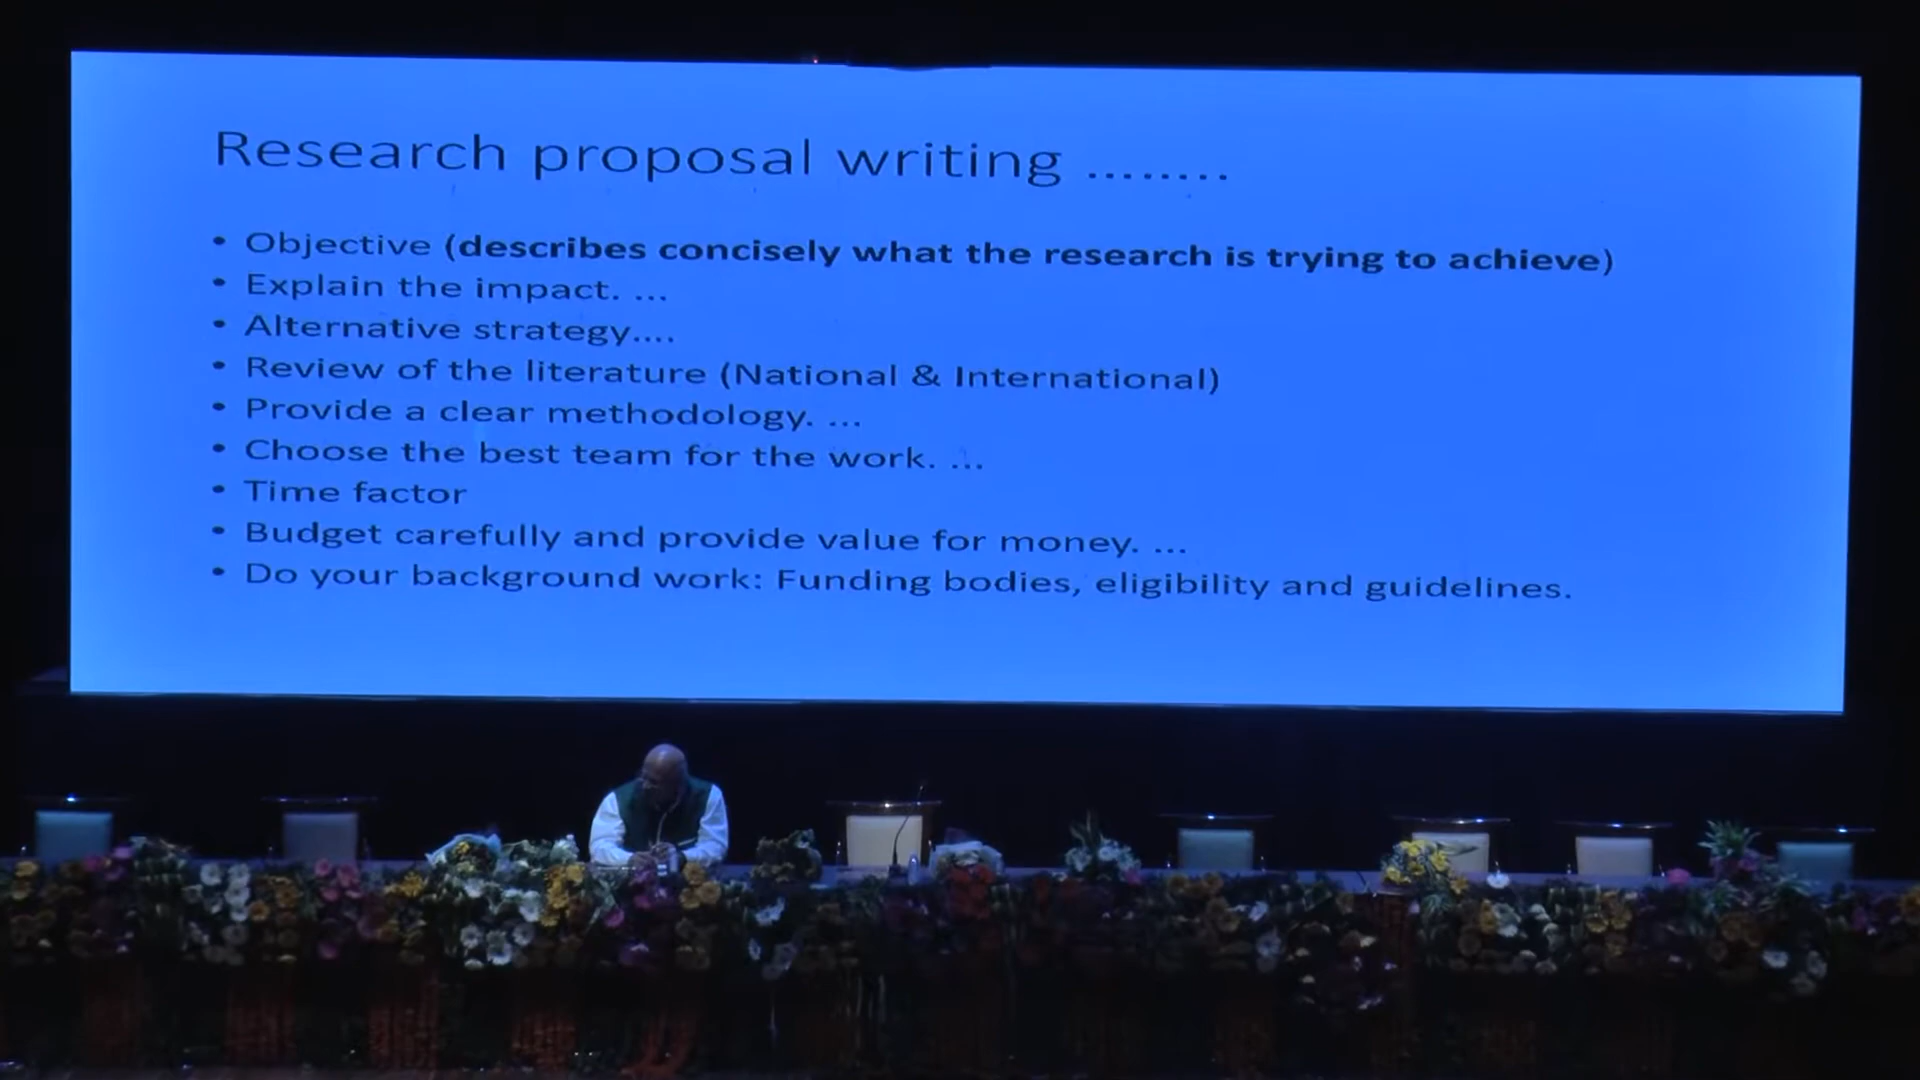 Research proposal writing ........
• Objective (describes concisely what the research is trying to achieve)
• Explain the impact. ...
• Alternative strategy....
• Review of the literature (National & International)
• Provide a clear methodology. ...
• Choose the best team for the work. ...
• Time factor
• Budget carefully and provide value for money. ...
• Do your background work: Funding bodies, eligibility and guidelines.